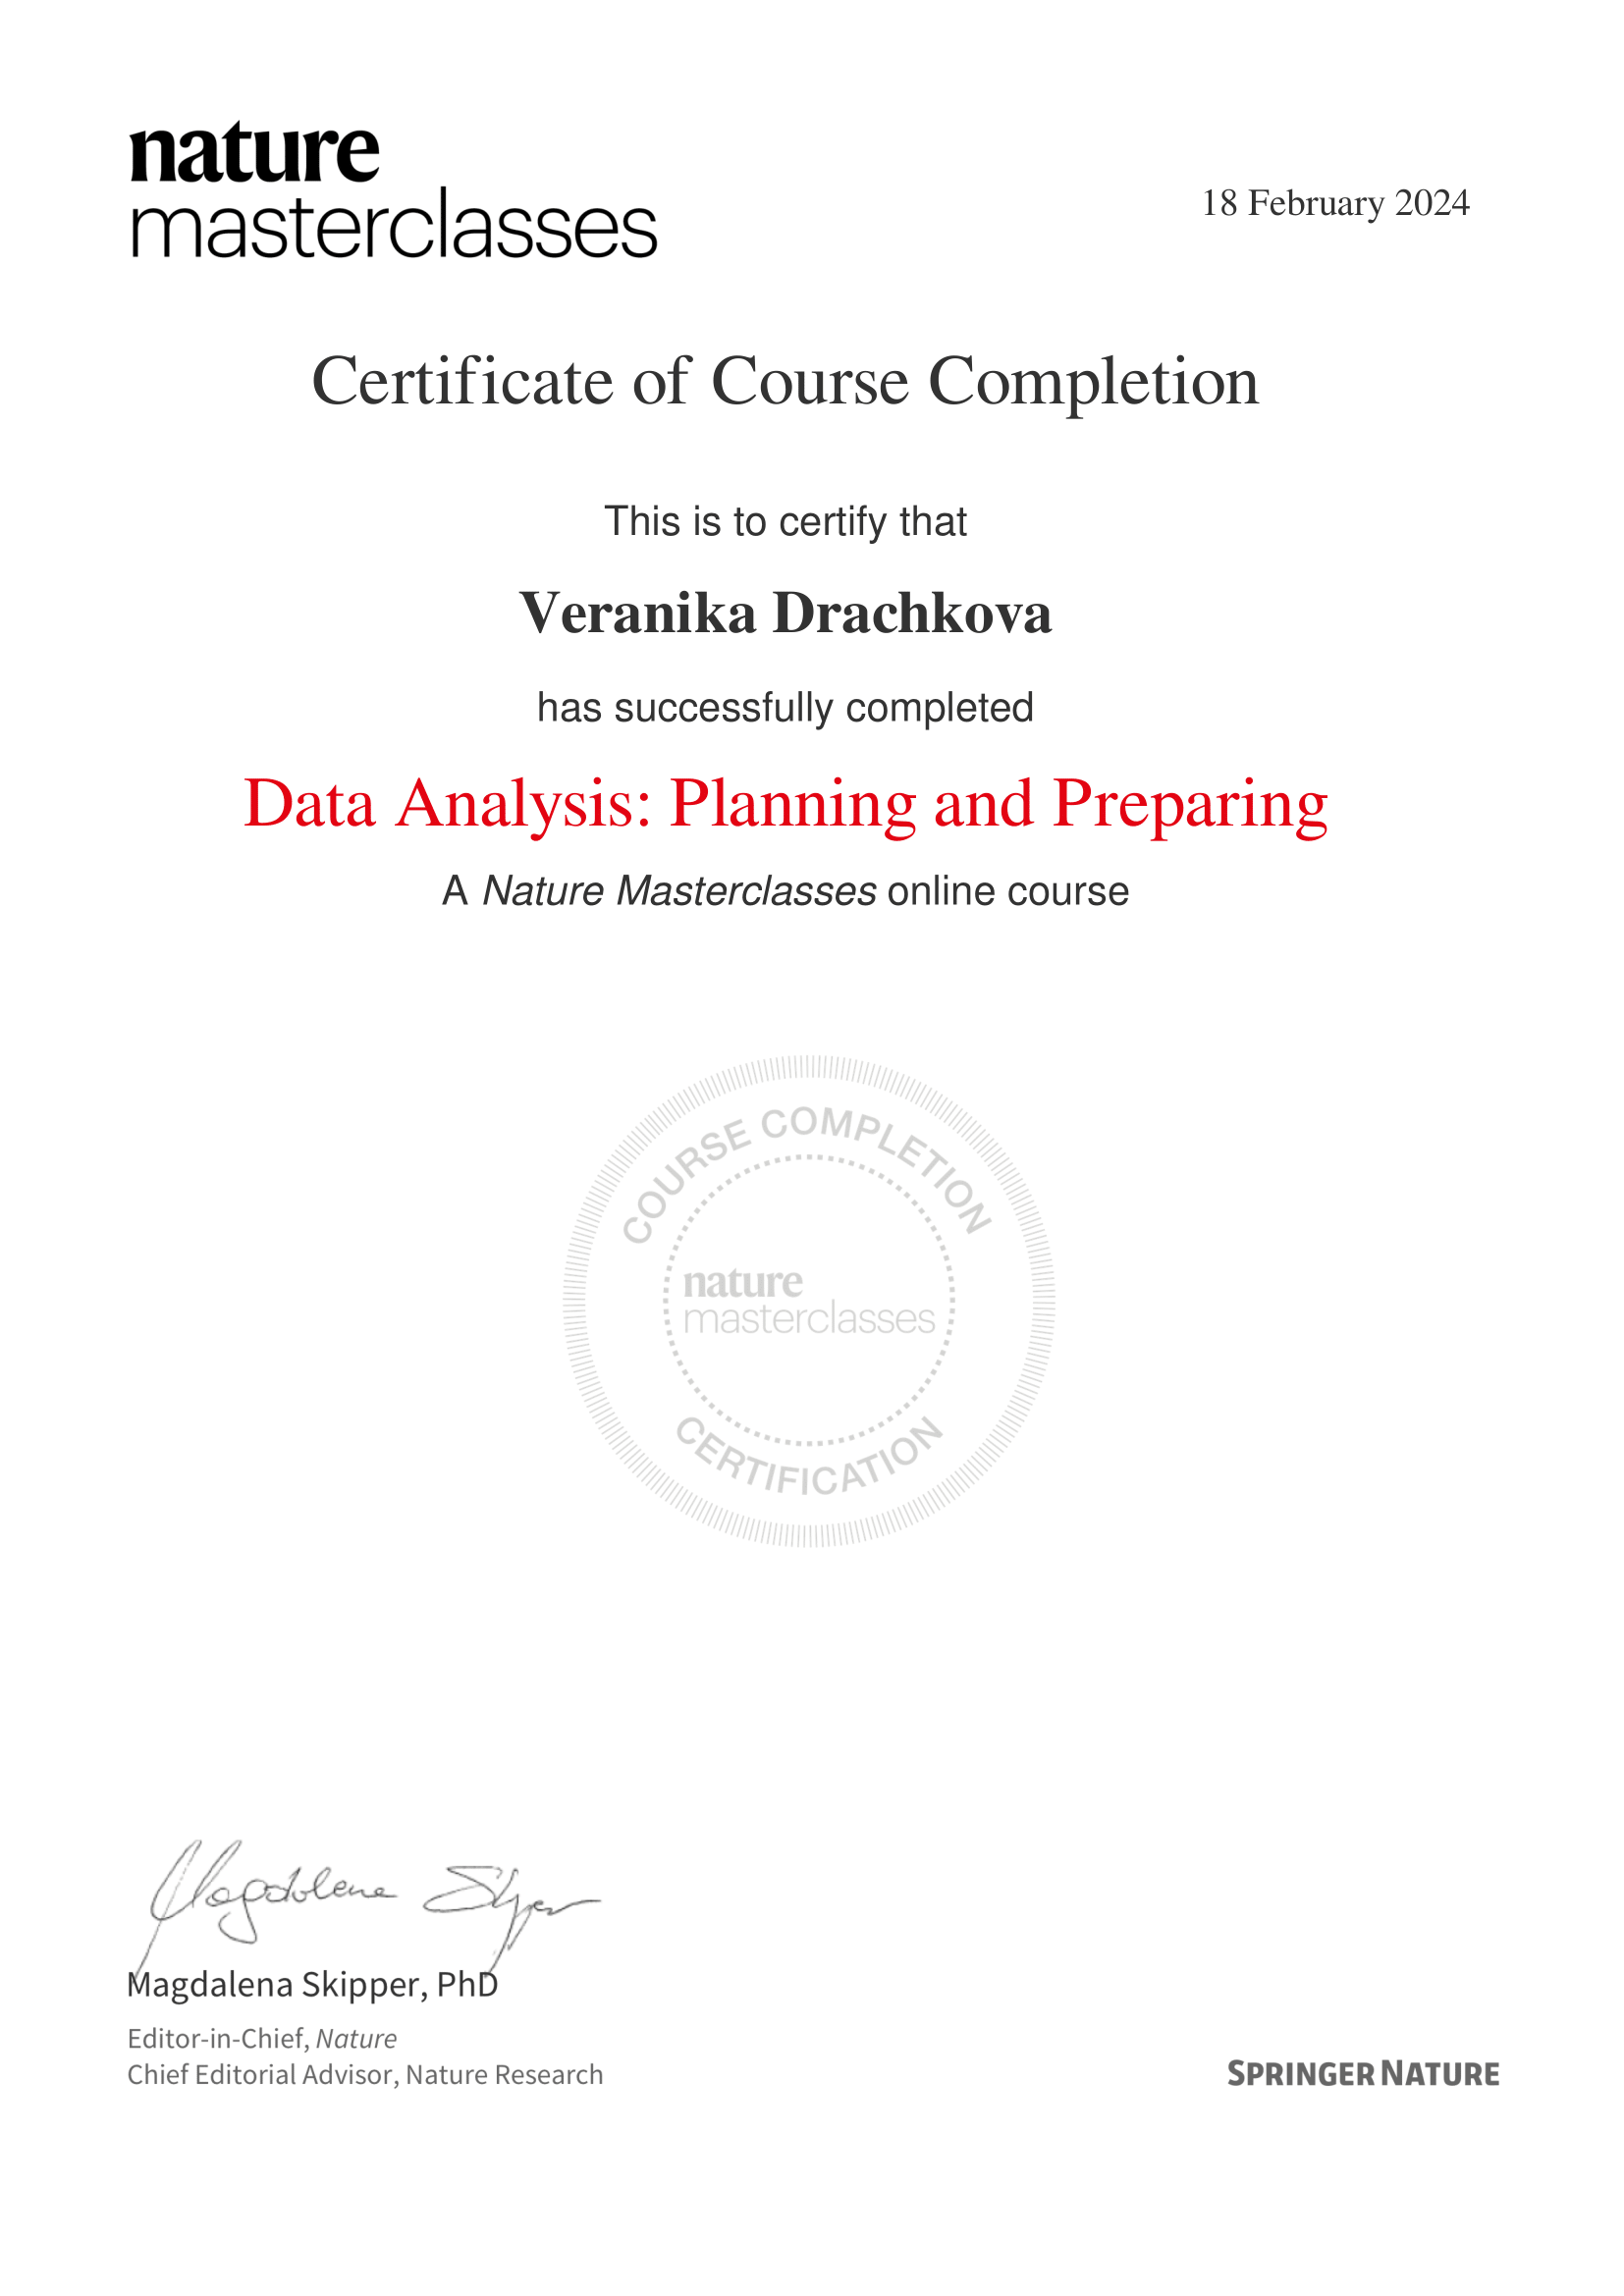 nature
masterclasses
18 February 2024
Certificate of Course Completion
This is to certify that
Veranika Drachkova
has successfully completed
Data Analysis: Planning and Preparing
A Nature Masterclasses online course
COURSE COMPLETION
nature
masterclasses
CERTIFICATION
Magdalena Skipper
Magdalena Skipper, PhD
Editor-in-Chief, Nature
Chief Editorial Advisor, Nature Research
SPRINGER NATURE